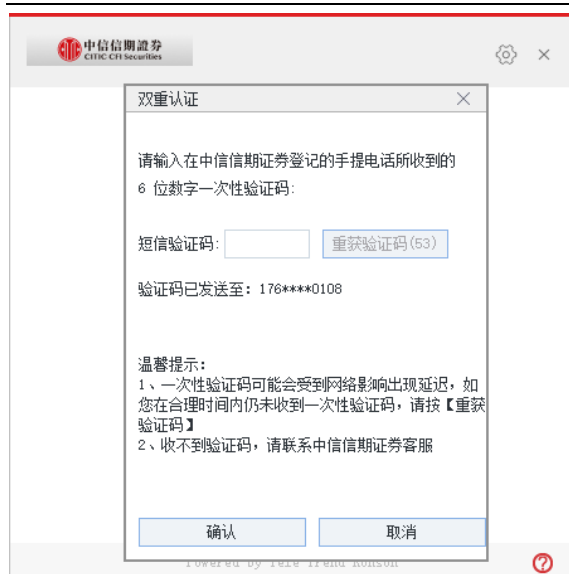 中信信期證券
CITIC CFI Securities
双重认证
请输入在中信信期证券登记的手提电话所收到的
6 位数字一次性验证码:
短信验证码:
重获验证码(53)
验证码已发送至: 176****0108
温馨提示:
1、一次性验证码可能会受到网络影响出现延迟，如
您在合理时间内仍未收到一次性验证码，请按【重获
验证码】
2、收不到验证码，请联系中信信期证券客服
确认 取消
Powered by Tele Trend Konson